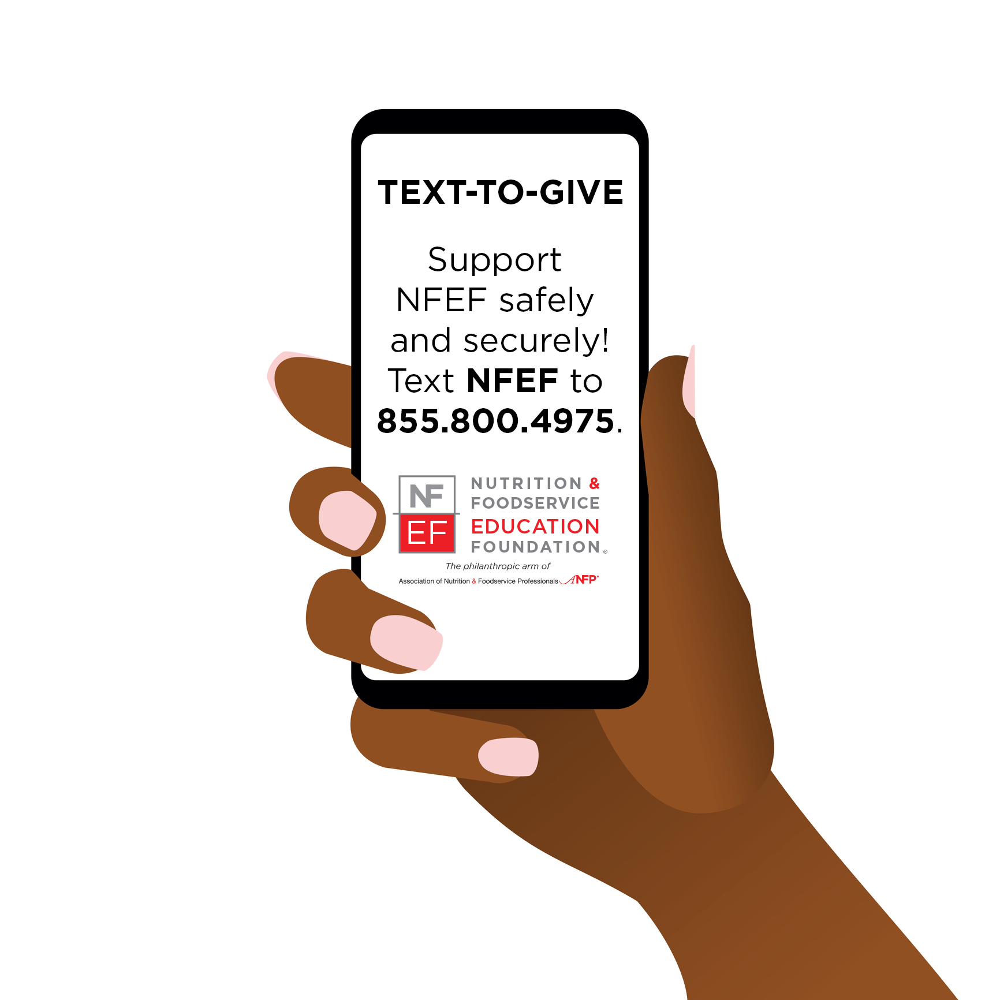 TEXT-TO-GIVE
Support
NFEF safely
and securely!
Text NFEF to
855.800.4975.
NF
EF
NUTRITION &
FOODSERVICE
EDUCATION
FOUNDATION®
The philanthropic arm of
Association of Nutrition & Foodservice Professionals ANFP